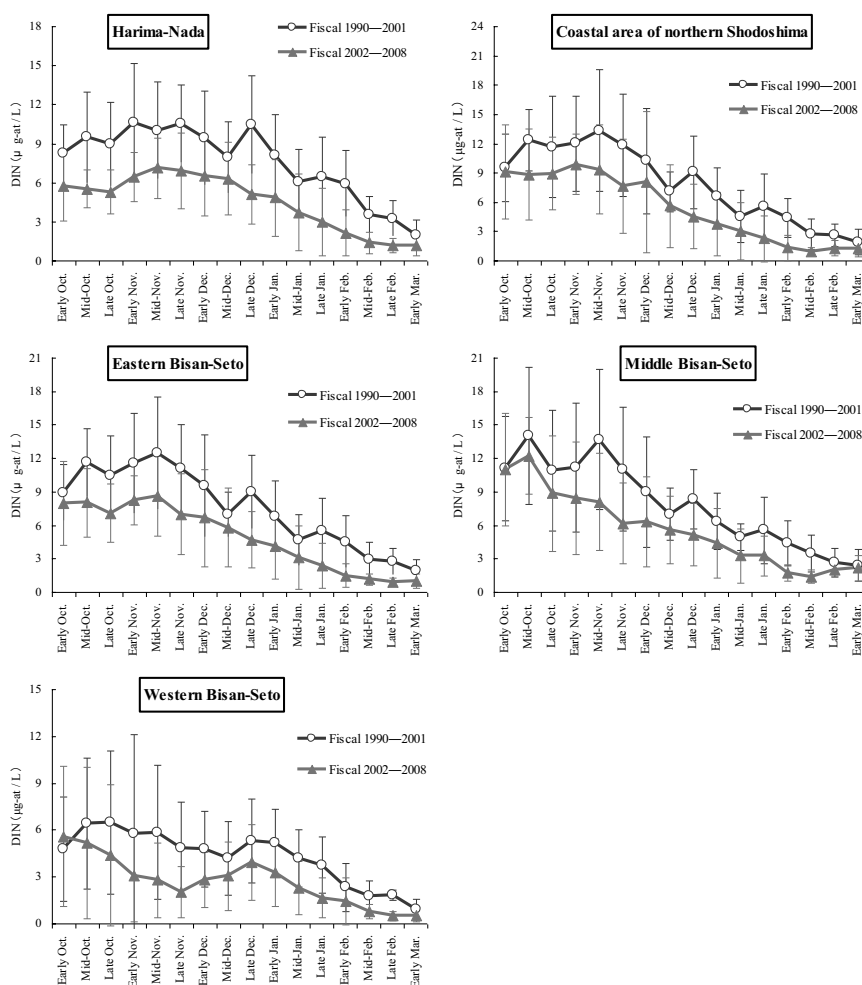 Harima-Nada
Fiscal 1990—2001
Fiscal 2002—2008
DIN (μ g-at / L)
18
15
12
9
6
3
0
Early Oct.
Mid-Oct.
Late Oct.
Early Nov.
Mid-Nov.
Late Nov.
Early Dec.
Mid-Dec.
Late Dec.
Early Jan.
Mid-Jan.
Late Jan.
Early Feb.
Mid-Feb.
Late Feb.
Early Mar.
Coastal area of northern Shodoshima
Fiscal 1990—2001
Fiscal 2002—2008
DIN (μ g-at / L)
24
21
18
15
12
9
6
3
0
Early Oct.
Mid-Oct.
Late Oct.
Early Nov.
Mid-Nov.
Late Nov.
Early Dec.
Mid-Dec.
Late Dec.
Early Jan.
Mid-Jan.
Late Jan.
Early Feb.
Mid-Feb.
Late Feb.
Early Mar.
Eastern Bisan-Seto
Fiscal 1990—2001
Fiscal 2002—2008
DIN (μg-at / L)
21
18
15
12
9
6
3
0
Early Oct.
Mid-Oct.
Late Oct.
Early Nov.
Mid-Nov.
Late Nov.
Early Dec.
Mid-Dec.
Late Dec.
Early Jan.
Mid-Jan.
Late Jan.
Early Feb.
Mid-Feb.
Late Feb.
Early Mar.
Middle Bisan-Seto
Fiscal 1990—2001
Fiscal 2002—2008
DIN (μg-at / L)
21
18
15
12
9
6
3
0
Early Oct.
Mid-Oct.
Late Oct.
Early Nov.
Mid-Nov.
Late Nov.
Early Dec.
Mid-Dec.
Late Dec.
Early Jan.
Mid-Jan.
Late Jan.
Early Feb.
Mid-Feb.
Late Feb.
Early Mar.
Western Bisan-Seto
Fiscal 1990—2001
Fiscal 2002—2008
DIN (μg-at / L)
15
12
9
6
3
0
Early Oct.
Mid-Oct.
Late Oct.
Early Nov.
Mid-Nov.
Late Nov.
Early Dec.
Mid-Dec.
Late Dec.
Early Jan.
Mid-Jan.
Late Jan.
Early Feb.
Mid-Feb.
Late Feb.
Early Mar.